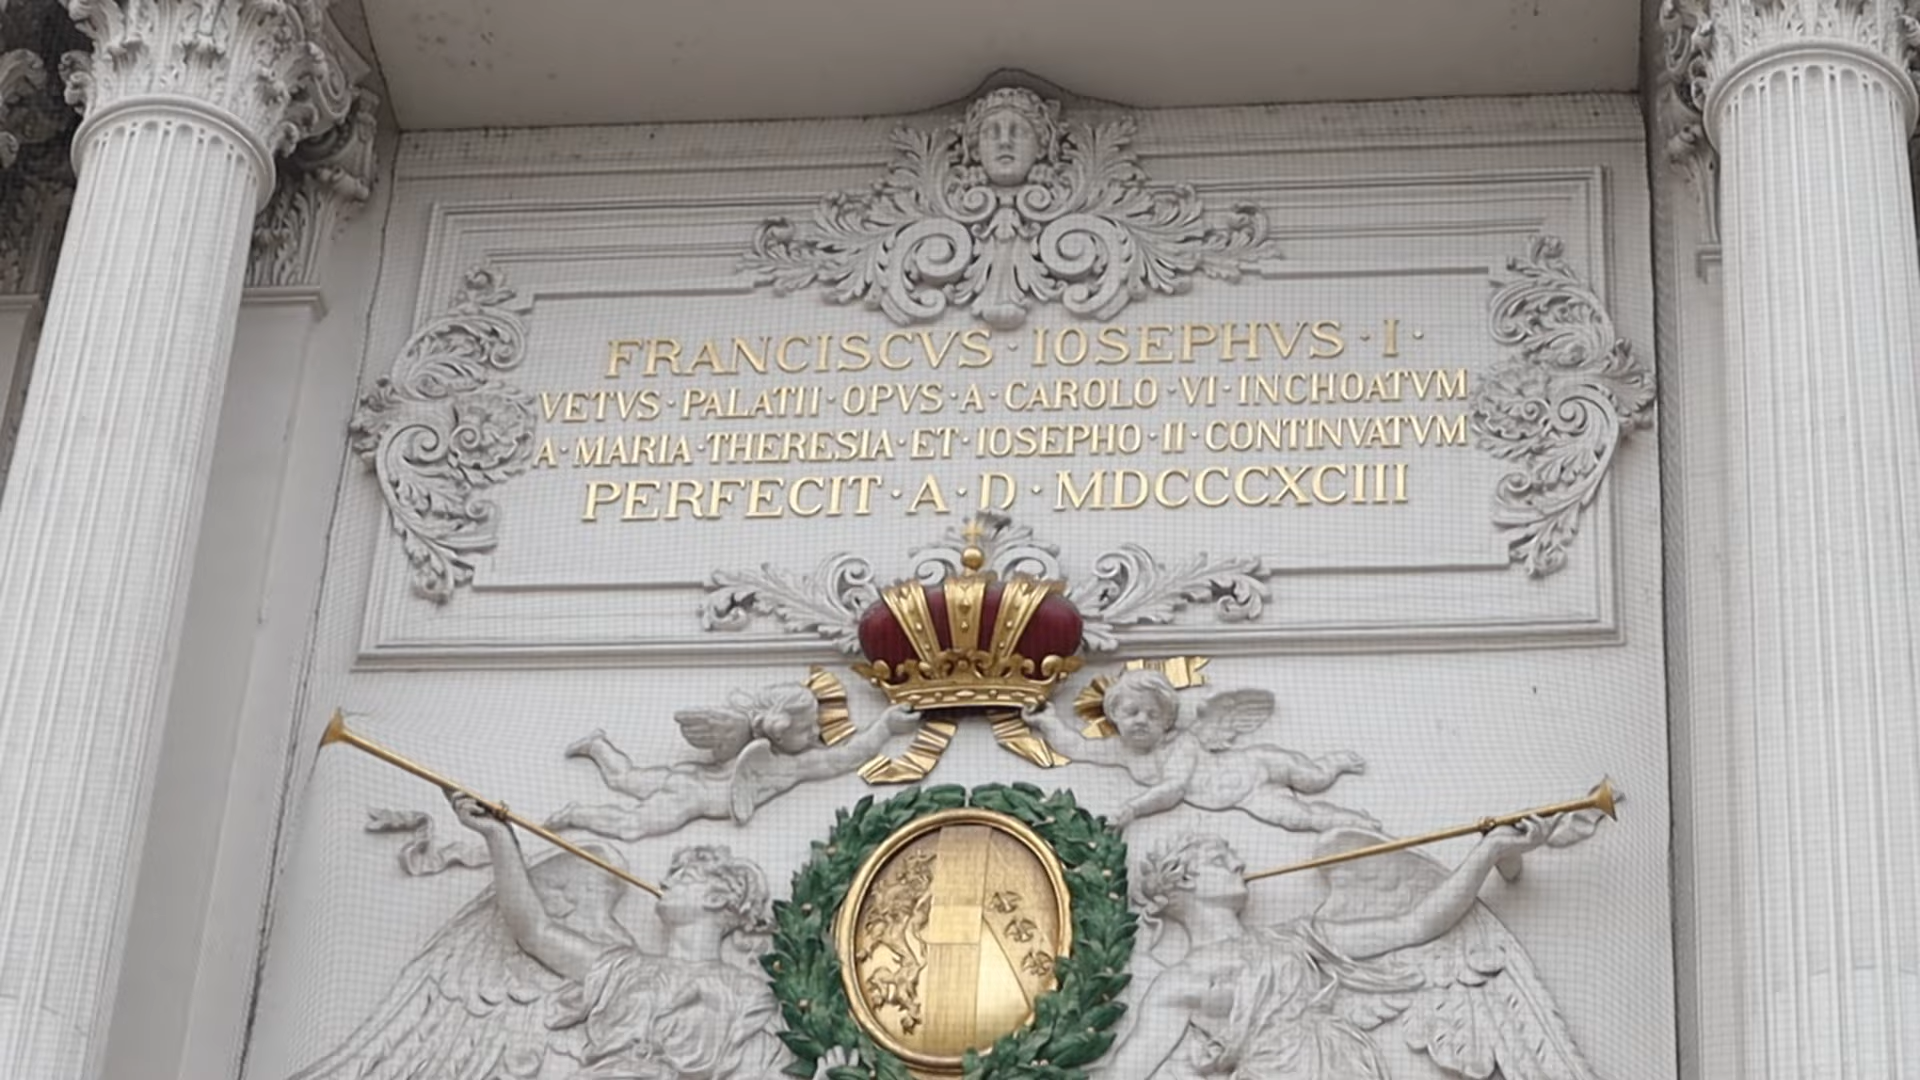 FRANCISCVS · IOSEPHVS · I ·
VETVS · PALATII · OPVS · A · CAROLO · VI · INCHOATVM
A · MARIA · THERESIA · ET · IOSEPHO · II · CONTINVATVM
PERFECIT · A · D · MDCCCXCIII